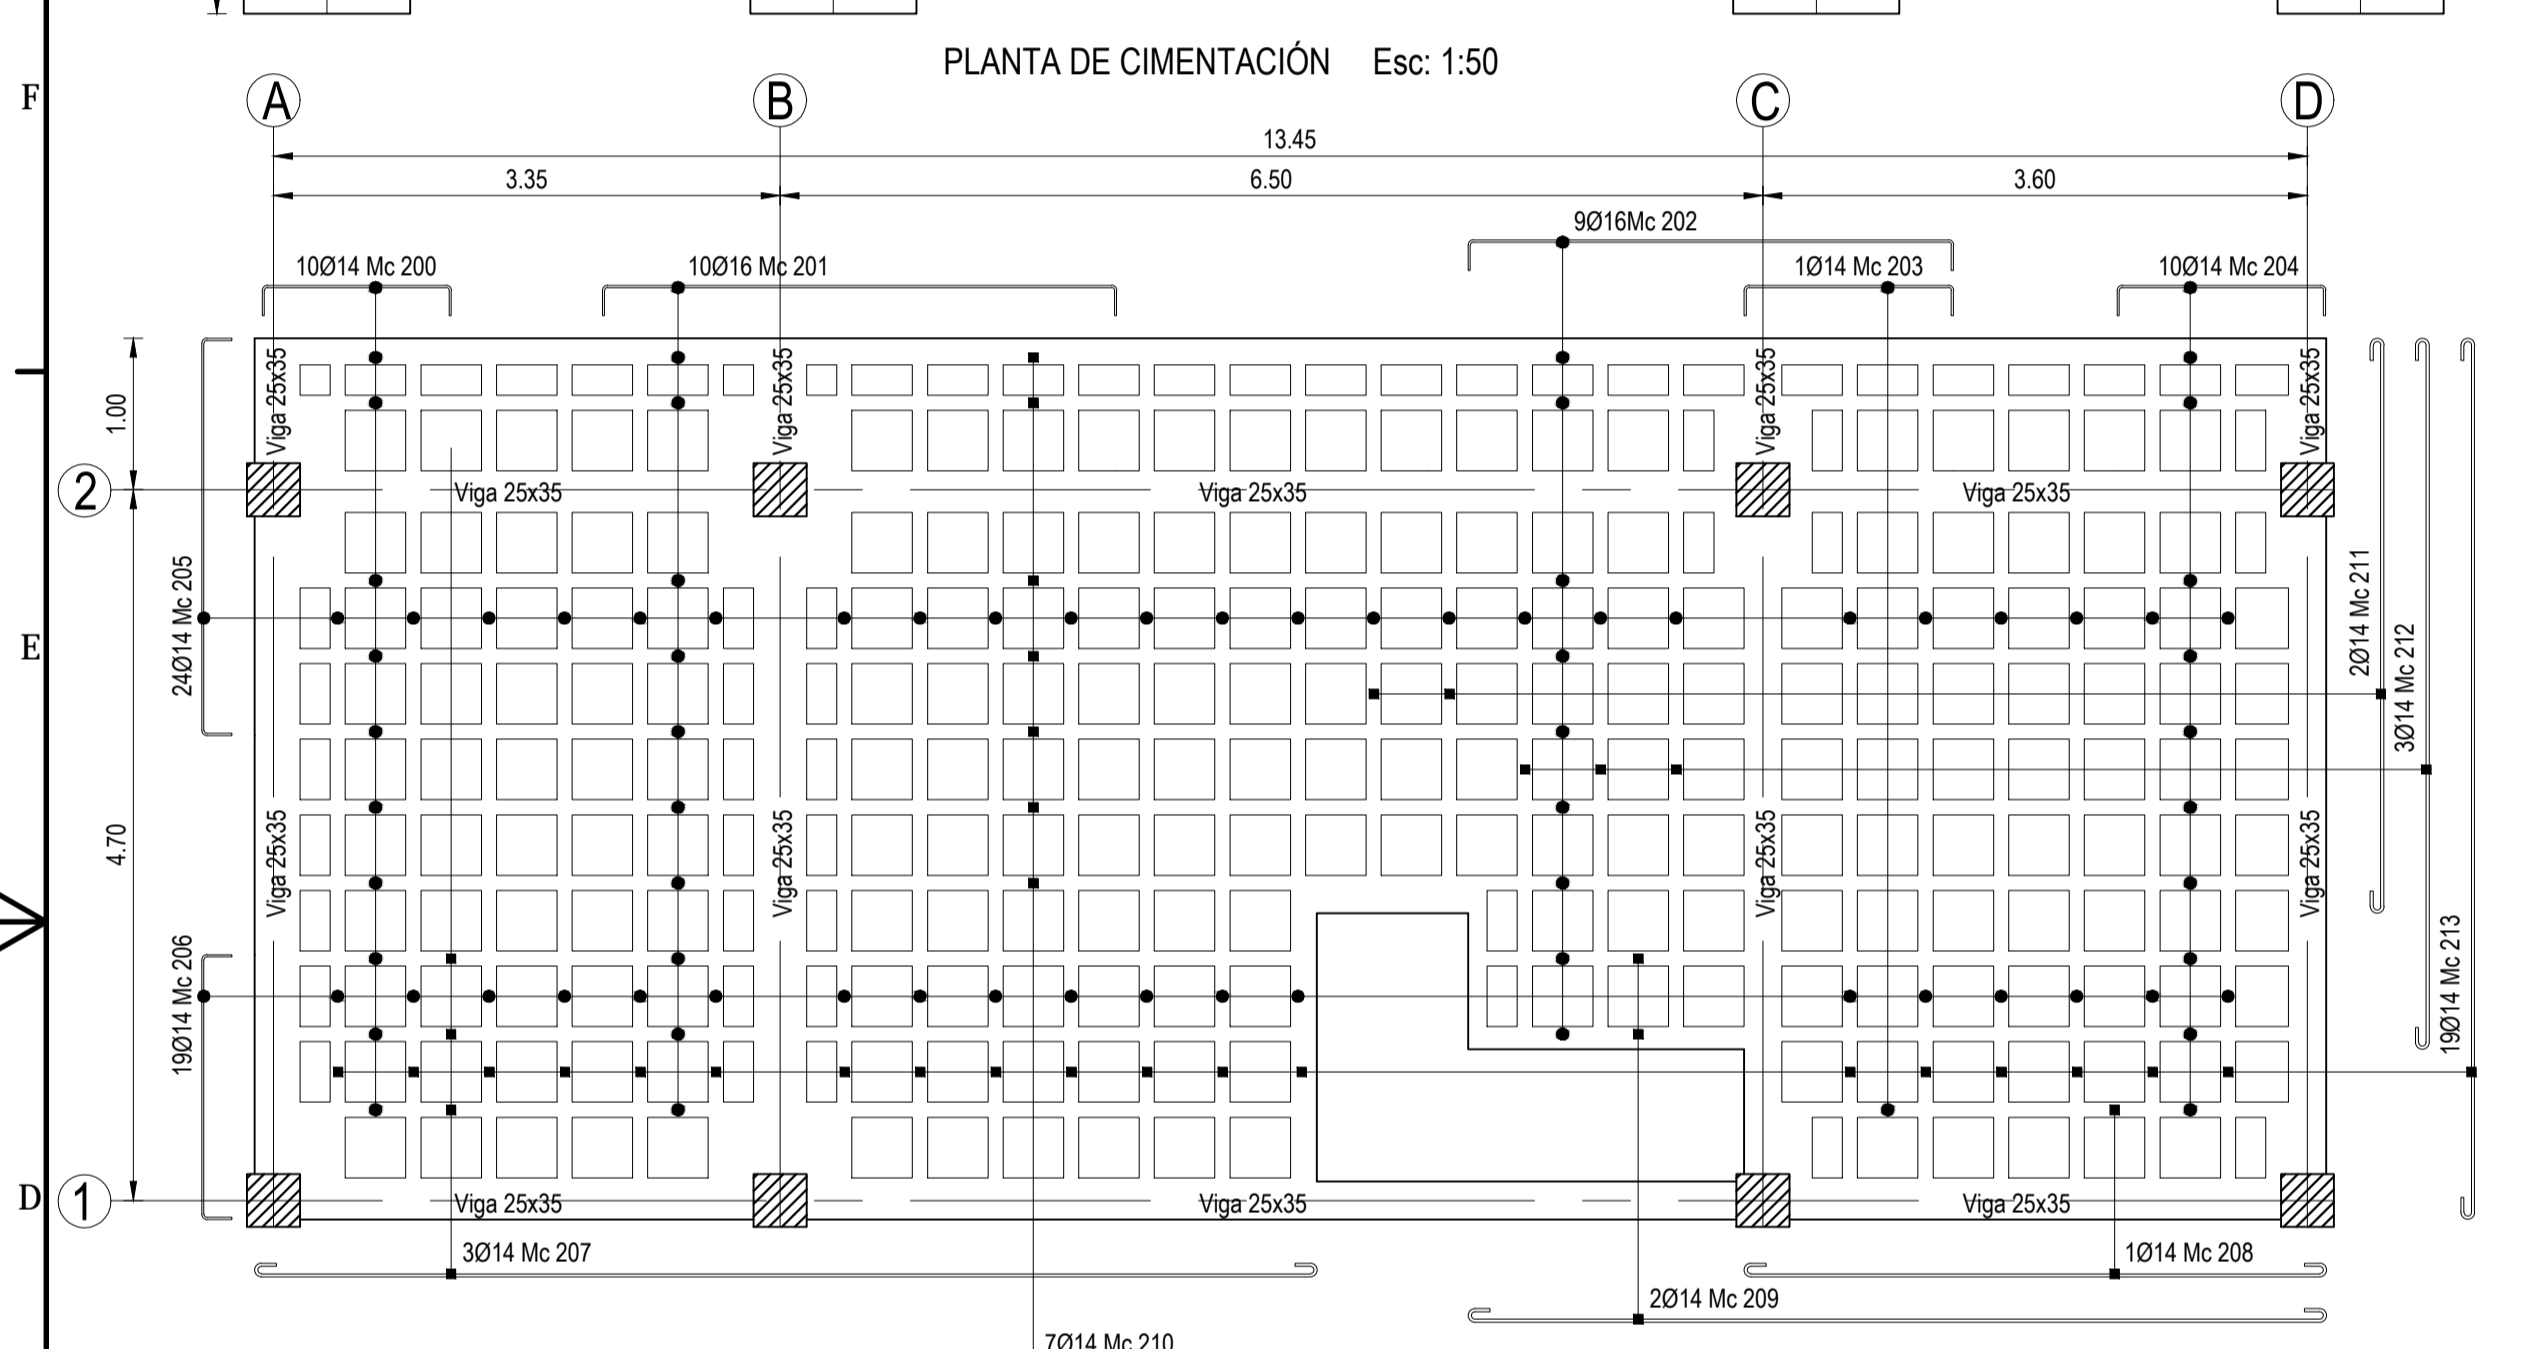 PLANTA DE CIMENTACIÓN Esc: 1:50
F
A B C D
13.45
3.35 6.50 3.60
9Ø16Mc 202
10Ø14 Mc 200 10Ø16 Mc 201 1Ø14 Mc 203 10Ø14 Mc 204
Viga 25x35 Viga 25x35 Viga 25x35 Viga 25x35
1.00
2 Viga 25x35 Viga 25x35 Viga 25x35
24Ø14 Mc 205
2Ø14 Mc 211
3Ø14 Mc 212
E
4.70
Viga 25x35 Viga 25x35 Viga 25x35 Viga 25x35
19Ø14 Mc 206
19Ø14 Mc 213
D 1 Viga 25x35 Viga 25x35 Viga 25x35
3Ø14 Mc 207 1Ø14 Mc 208
2Ø14 Mc 209
7Ø14 Mc 210